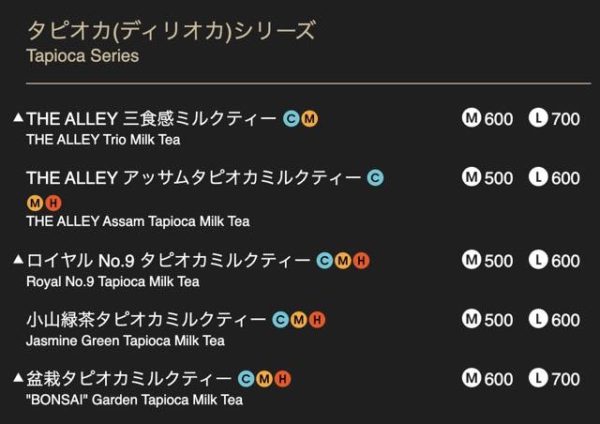 タピオカ(ディリオカ)シリーズ
Tapioca Series
▲THE ALLEY 三食感ミルクティー C M M 600 L 700
THE ALLEY Trio Milk Tea
THE ALLEY アッサムタピオカミルクティー C M 500 L 600
M H
THE ALLEY Assam Tapioca Milk Tea
▲ロイヤル No.9 タピオカミルクティー C M H M 500 L 600
Royal No.9 Tapioca Milk Tea
小山緑茶タピオカミルクティー C M H M 500 L 600
Jasmine Green Tapioca Milk Tea
▲盆栽タピオカミルクティー C M H M 600 L 700
"BONSAI" Garden Tapioca Milk Tea